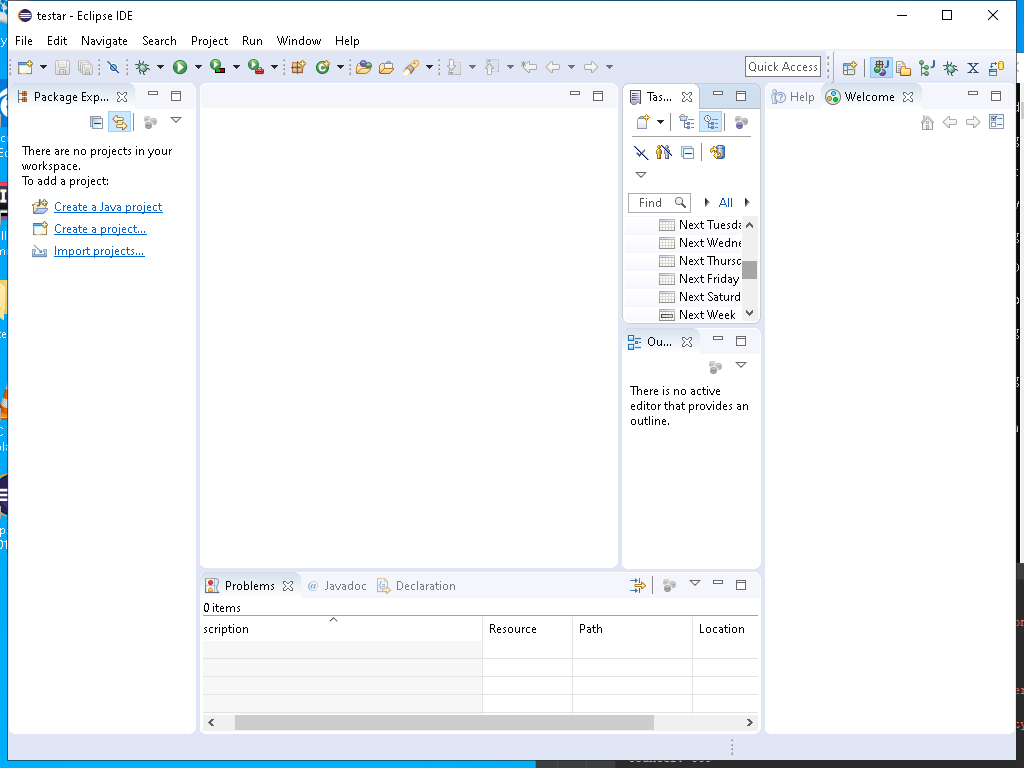 testar - Eclipse IDE
File Edit Navigate Search Project Run Window Help
Quick Access
Package Exp...
There are no projects in your
workspace.
To add a project:
Create a Java project
Create a project...
Import projects...
Tas...
Find
All
Next Tuesda
Next Wedne
Next Thursd
Next Friday
Next Saturd
Next Week
Ou...
There is no active
editor that provides an
outline.
Help Welcome
Problems @ Javadoc Declaration
0 items
scription Resource Path Location